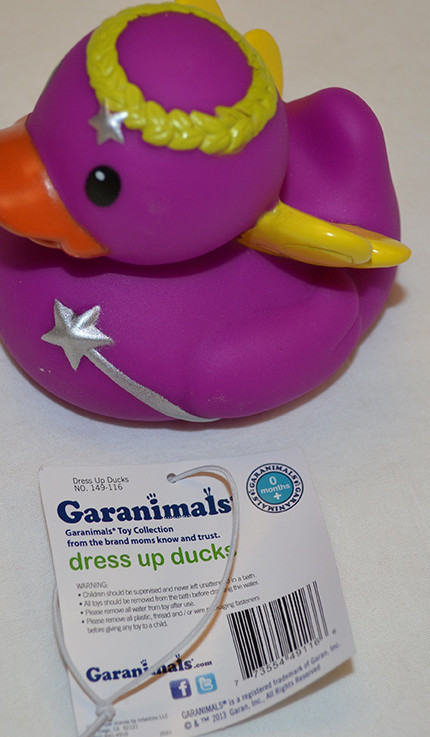 Dress Up Ducks
NO. 149-116
GARANIMALS
0
months
+
GARANIMALS
Garanimals®
Garanimals® Toy Collection
from the brand moms know and trust.
dress up ducks
WARNING:
• Children should be supervised and never left unattended in a bath.
• All toys should be removed from the bath before draining the water.
• Please remove all water from toy after use.
• Please remove all plastic, thread and / or wire packaging fasteners
before giving any toy to a child.
7 73554 49116
Garanimals.com
GARANIMALS® is a registered trademark of Garan, Inc.
© & ™ 2013 Garan, Inc., All Rights Reserved